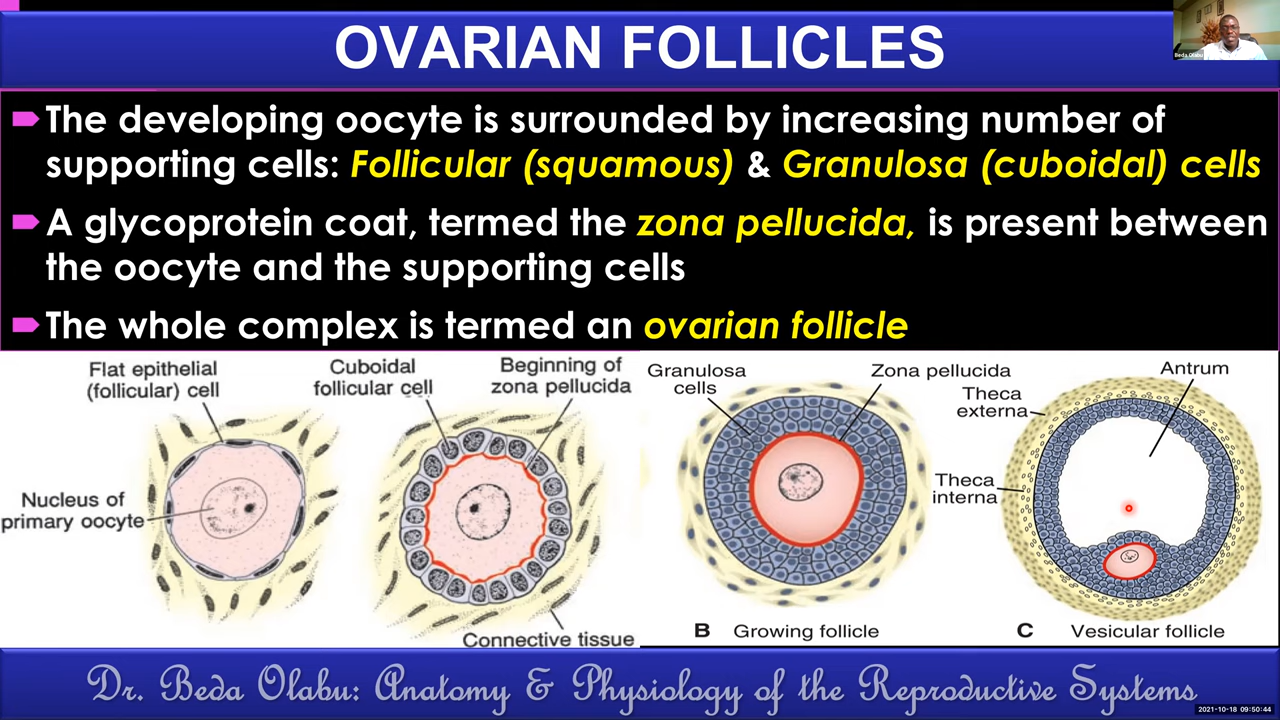 OVARIAN FOLLICLES
Beda Olabu
The developing oocyte is surrounded by increasing number of
supporting cells: Follicular (squamous) & Granulosa (cuboidal) cells
A glycoprotein coat, termed the zona pellucida, is present between
the oocyte and the supporting cells
The whole complex is termed an ovarian follicle
Flat epithelial
(follicular) cell
Nucleus of
primary oocyte
Cuboidal
follicular cell
Beginning of
zona pellucida
Connective tissue
Granulosa
cells
Zona pellucida
B Growing follicle
Theca
externa
Antrum
Theca
interna
C Vesicular follicle
Dr. Beda Olabu: Anatomy & Physiology of the Reproductive Systems
2021-10-18 09:50:44